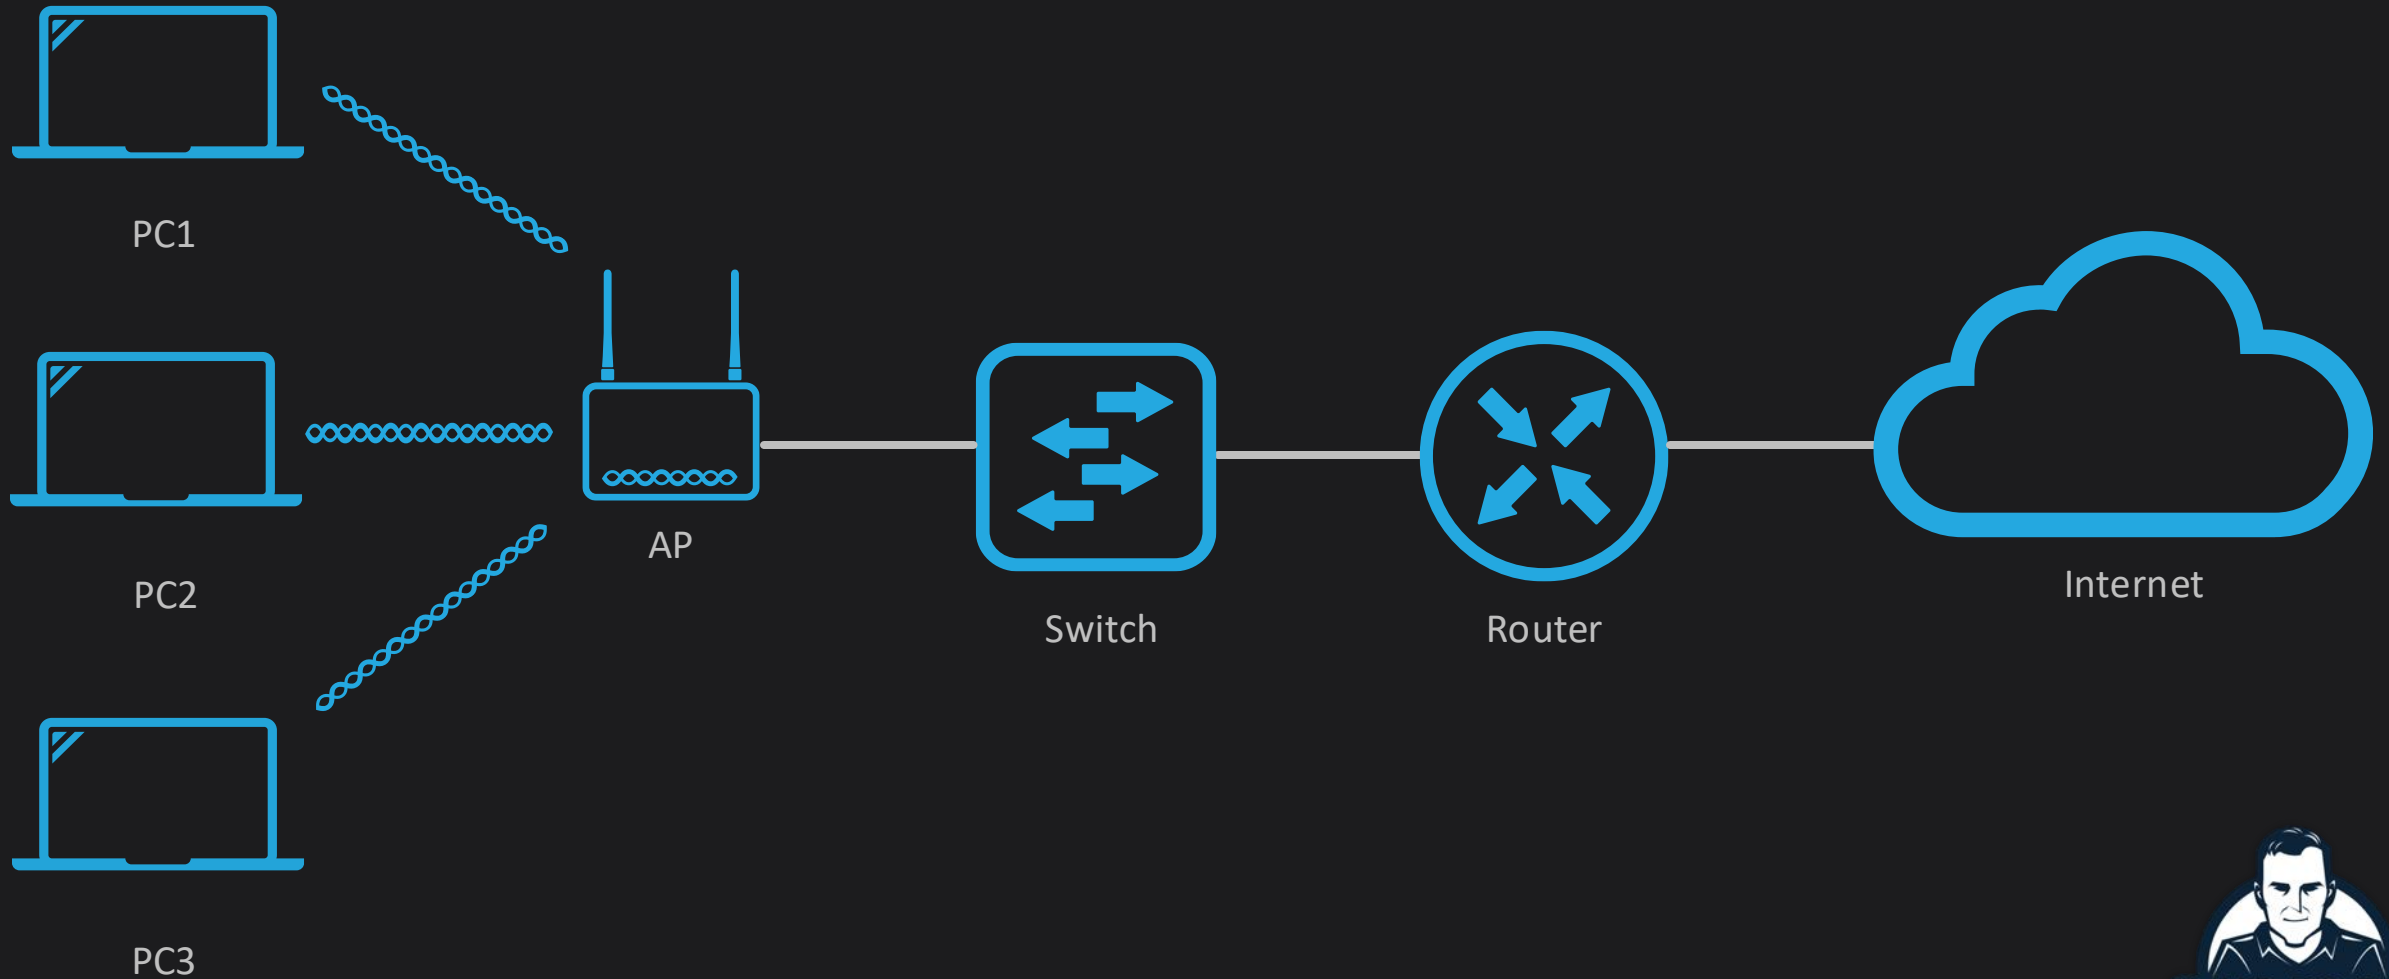 PC1
PC2
PC3
AP
Switch
Router
Internet